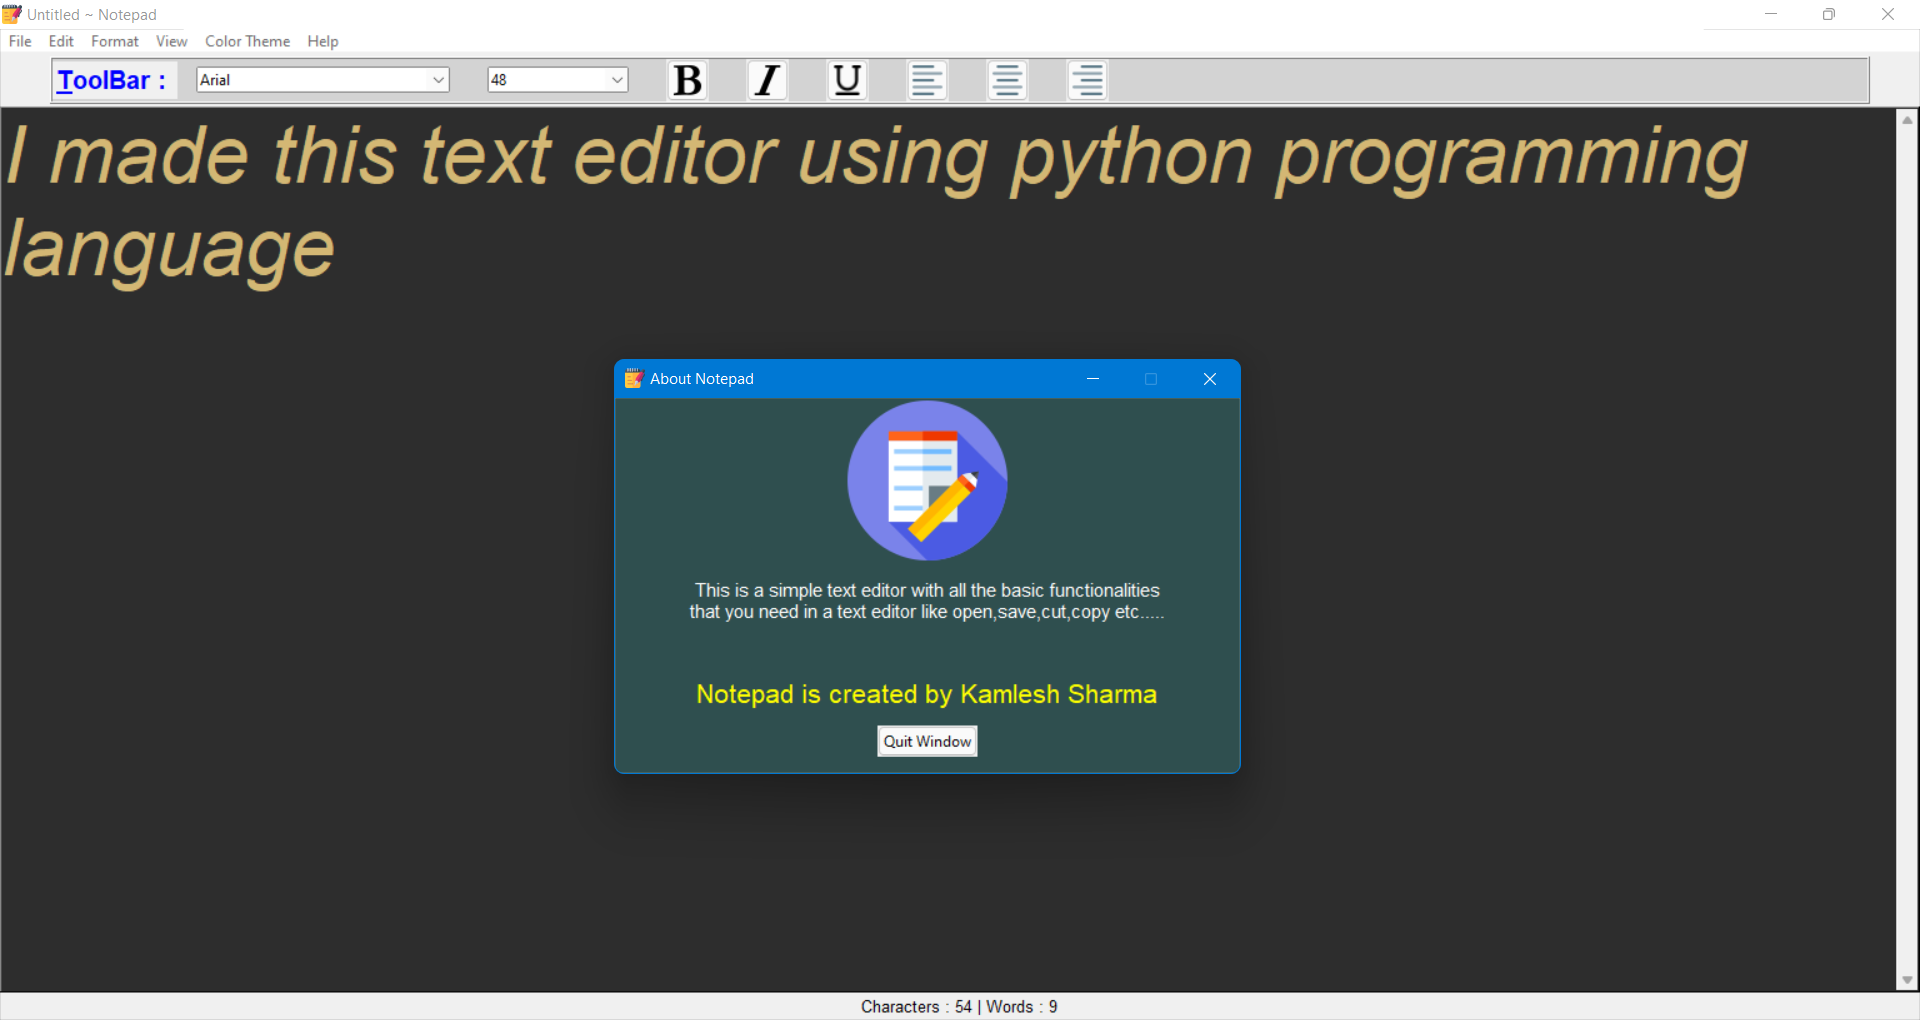 Untitled ~ Notepad
File Edit Format View Color Theme Help
ToolBar : Arial 48 B I U
I made this text editor using python programming
language
About Notepad
This is a simple text editor with all the basic functionalities
that you need in a text editor like open,save,cut,copy etc.....
Notepad is created by Kamlesh Sharma
Quit Window
Characters : 54 | Words : 9